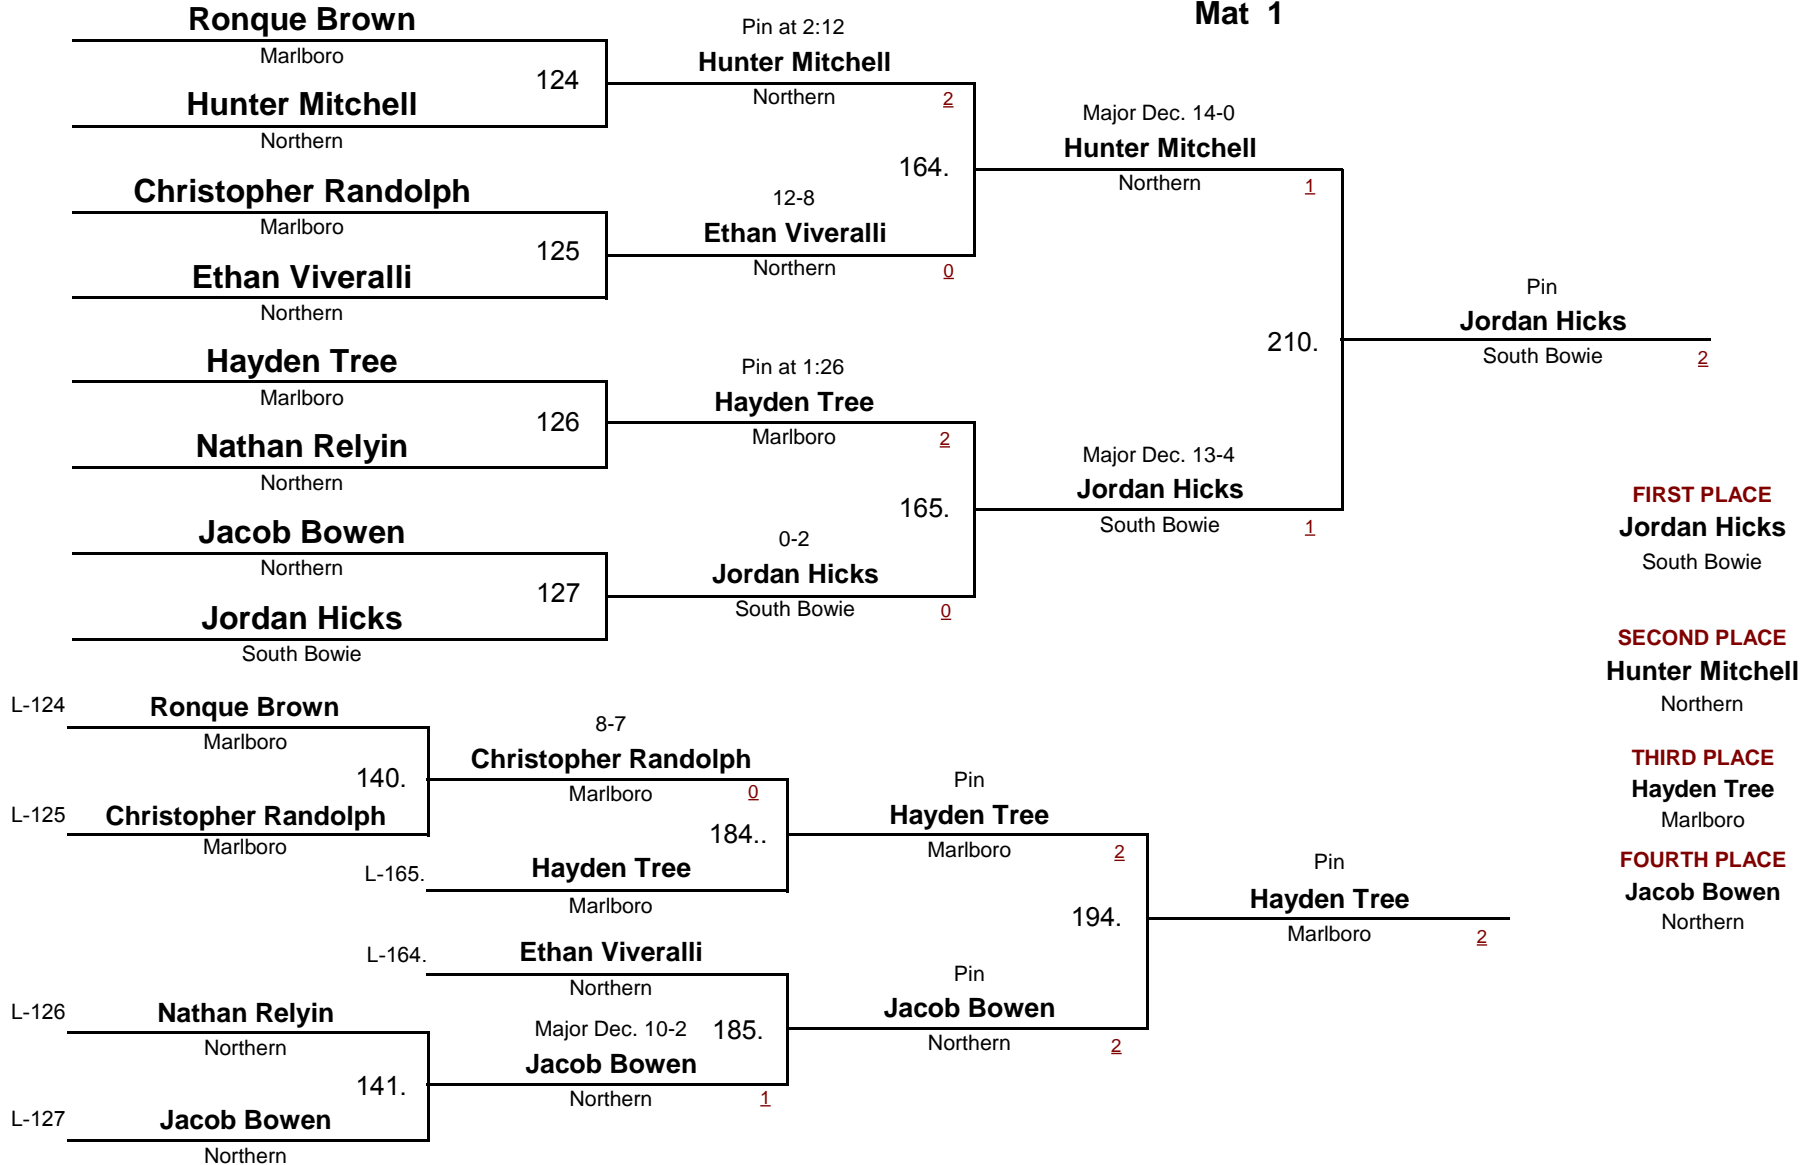 Mat 1
Ronque Brown
Marlboro
124
Hunter Mitchell
Northern
Pin at 2:12
Hunter Mitchell
Northern
2
Christopher Randolph
Marlboro
125
Ethan Viveralli
Northern
12-8
Ethan Viveralli
Northern
0
164.
Major Dec. 14-0
Hunter Mitchell
Northern
1
Hayden Tree
Marlboro
126
Nathan Relyin
Northern
Pin at 1:26
Hayden Tree
Marlboro
2
Jacob Bowen
Northern
127
Jordan Hicks
South Bowie
0-2
Jordan Hicks
South Bowie
0
165.
Major Dec. 13-4
Jordan Hicks
South Bowie
1
210.
Pin
Jordan Hicks
South Bowie
2
FIRST PLACE
Jordan Hicks
South Bowie
SECOND PLACE
Hunter Mitchell
Northern
THIRD PLACE
Hayden Tree
Marlboro
FOURTH PLACE
Jacob Bowen
Northern
L-124
Ronque Brown
Marlboro
140.
L-125
Christopher Randolph
Marlboro
8-7
Christopher Randolph
Marlboro
0
184..
L-165.
Hayden Tree
Marlboro
Pin
Hayden Tree
Marlboro
2
L-164.
Ethan Viveralli
Northern
L-126
Nathan Relyin
Northern
141.
L-127
Jacob Bowen
Northern
Major Dec. 10-2
185.
Jacob Bowen
Northern
1
Pin
Jacob Bowen
Northern
2
194.
Pin
Hayden Tree
Marlboro
2